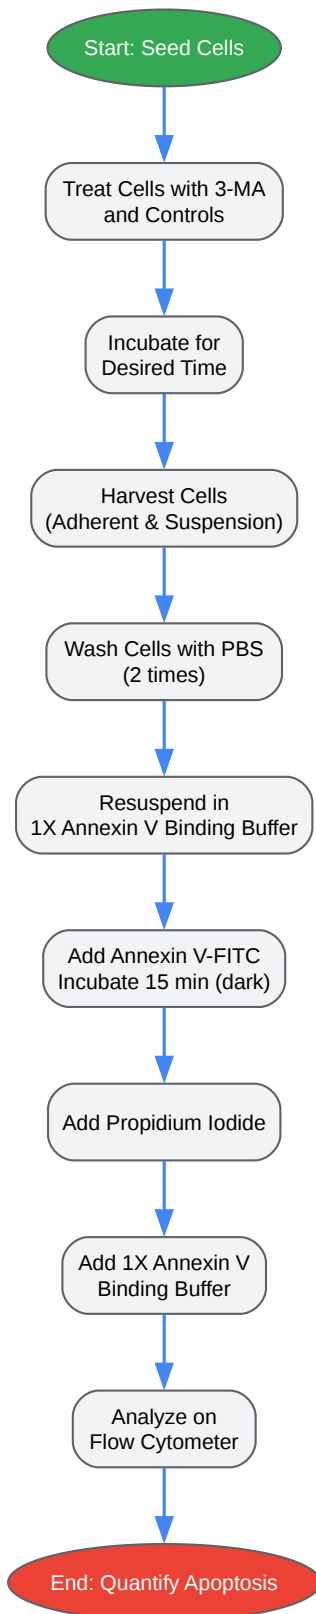 Start: Seed Cells
Treat Cells with 3-MA
and Controls
Incubate for
Desired Time
Harvest Cells
(Adherent & Suspension)
Wash Cells with PBS
(2 times)
Resuspend in
1X Annexin V Binding Buffer
Add Annexin V-FITC
Incubate 15 min (dark)
Add Propidium Iodide
Add 1X Annexin V
Binding Buffer
Analyze on
Flow Cytometer
End: Quantify Apoptosis